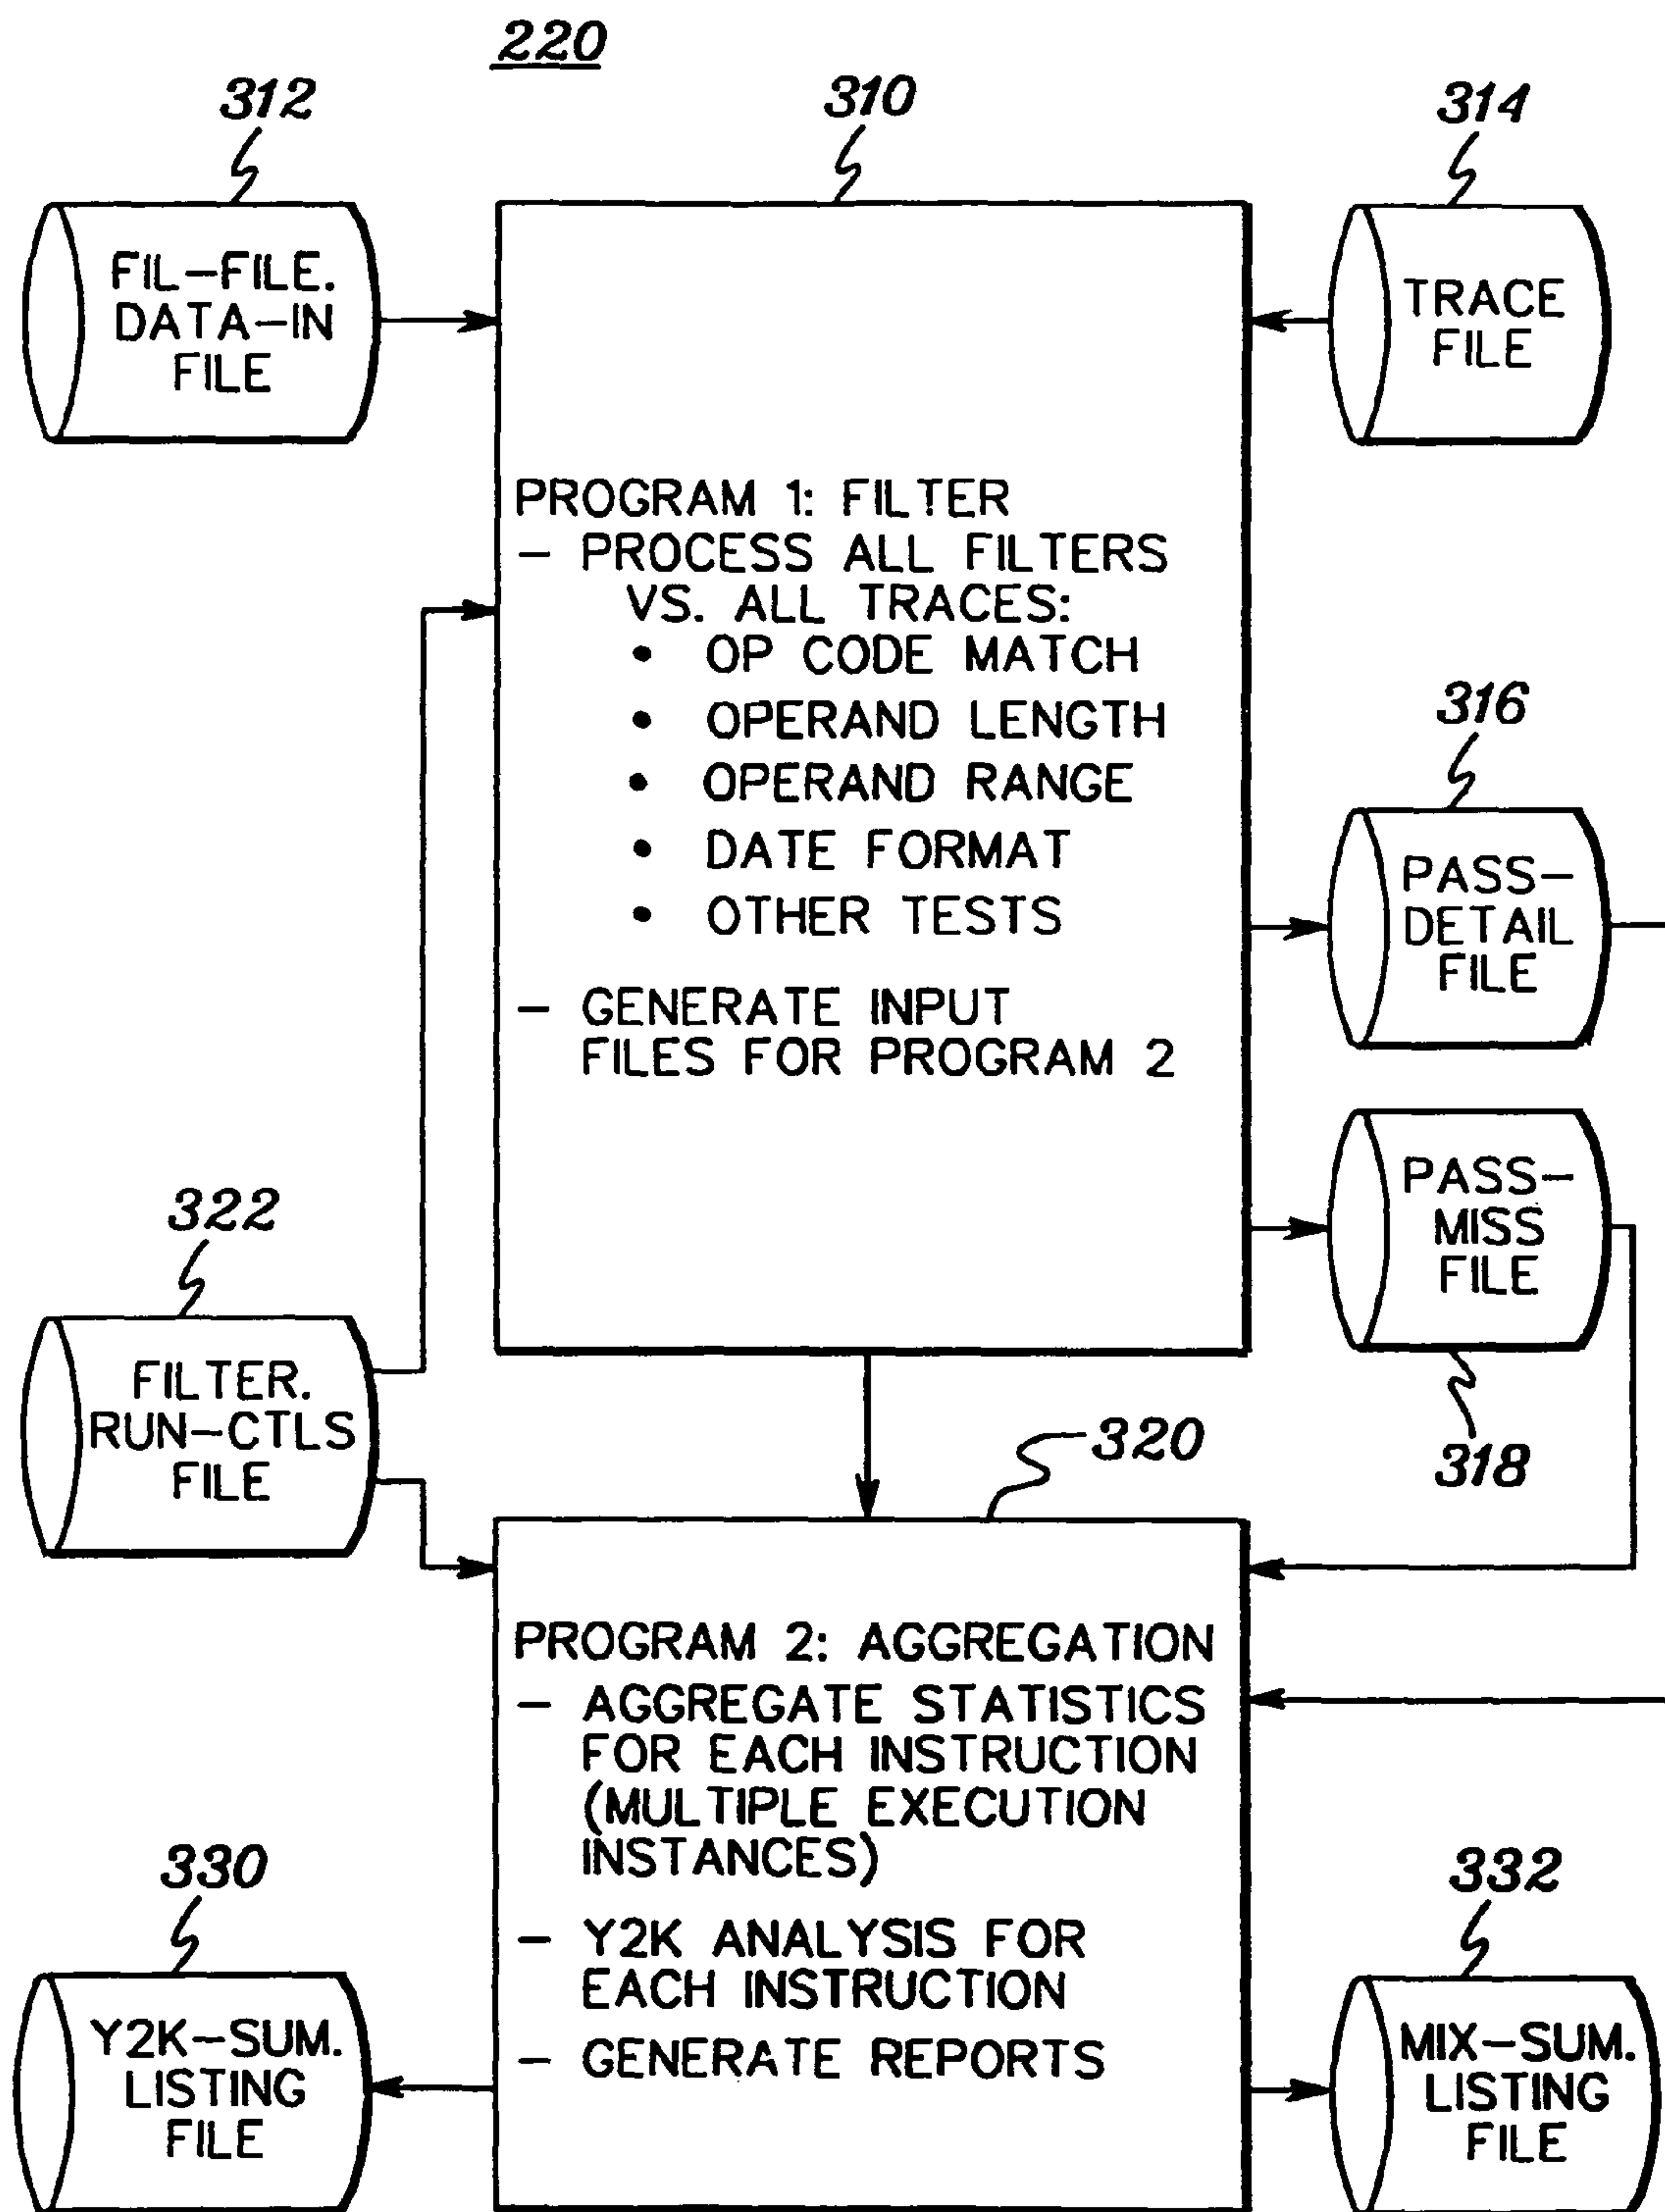 220
312
310
314
FIL-FILE.
DATA-IN
FILE
TRACE
FILE
PROGRAM 1: FILTER
- PROCESS ALL FILTERS
VS. ALL TRACES:
• OP CODE MATCH
• OPERAND LENGTH
• OPERAND RANGE
• DATE FORMAT
• OTHER TESTS
- GENERATE INPUT
FILES FOR PROGRAM 2
316
PASS-
DETAIL
FILE
PASS-
MISS
FILE
318
322
FILTER.
RUN-CTLS
FILE
320
PROGRAM 2: AGGREGATION
- AGGREGATE STATISTICS
FOR EACH INSTRUCTION
(MULTIPLE EXECUTION
INSTANCES)
- Y2K ANALYSIS FOR
EACH INSTRUCTION
- GENERATE REPORTS
330
Y2K-SUM.
LISTING
FILE
332
MIX-SUM.
LISTING
FILE